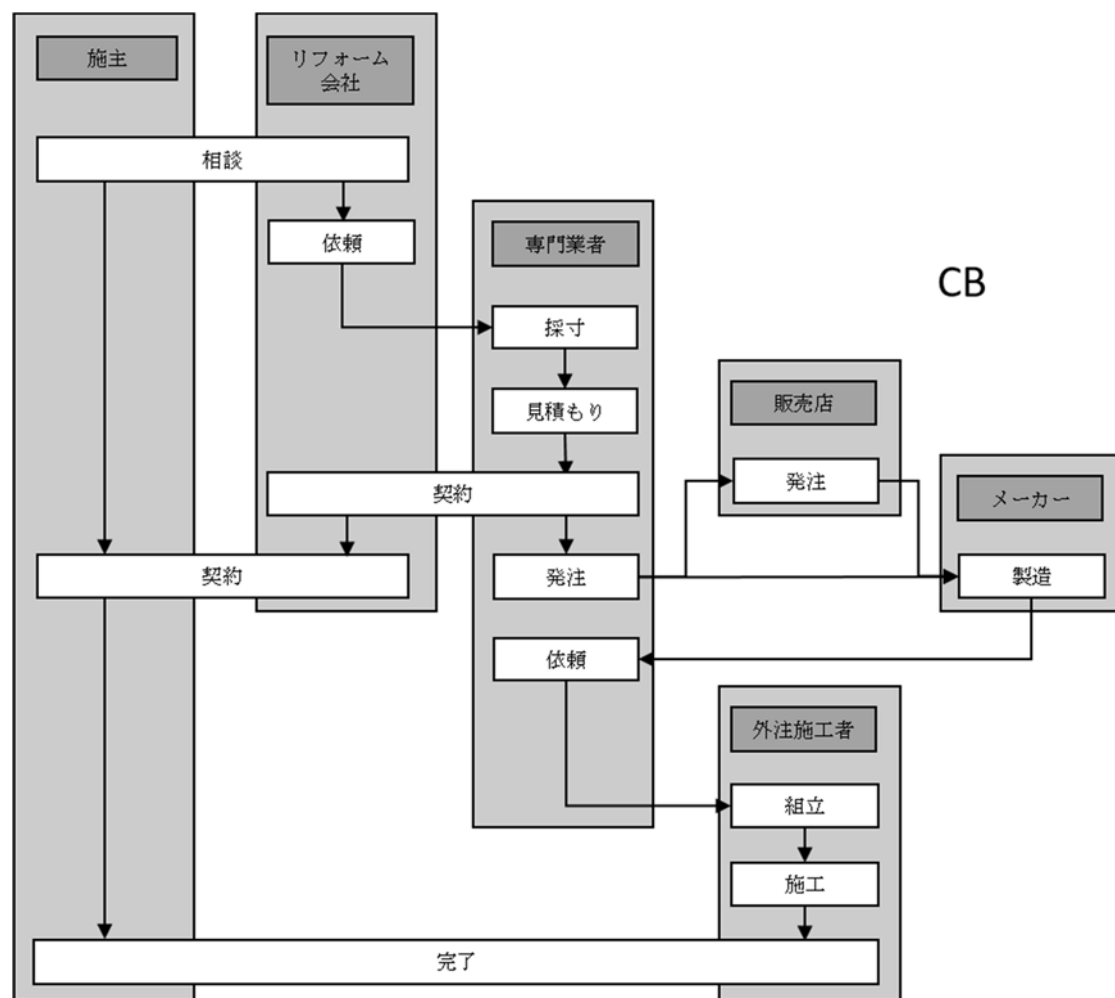 施主
リフォーム
会社
相談
依頼
専門業者
CB
採寸
販売店
見積もり
発注
契約
メーカー
契約
発注
製造
依頼
外注施工者
組立
施工
完了